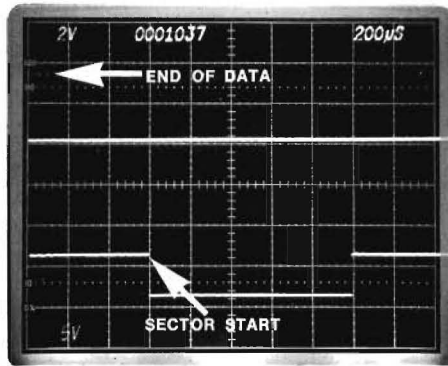 2V 0001037 200µS
END OF DATA
SECTOR START
5V